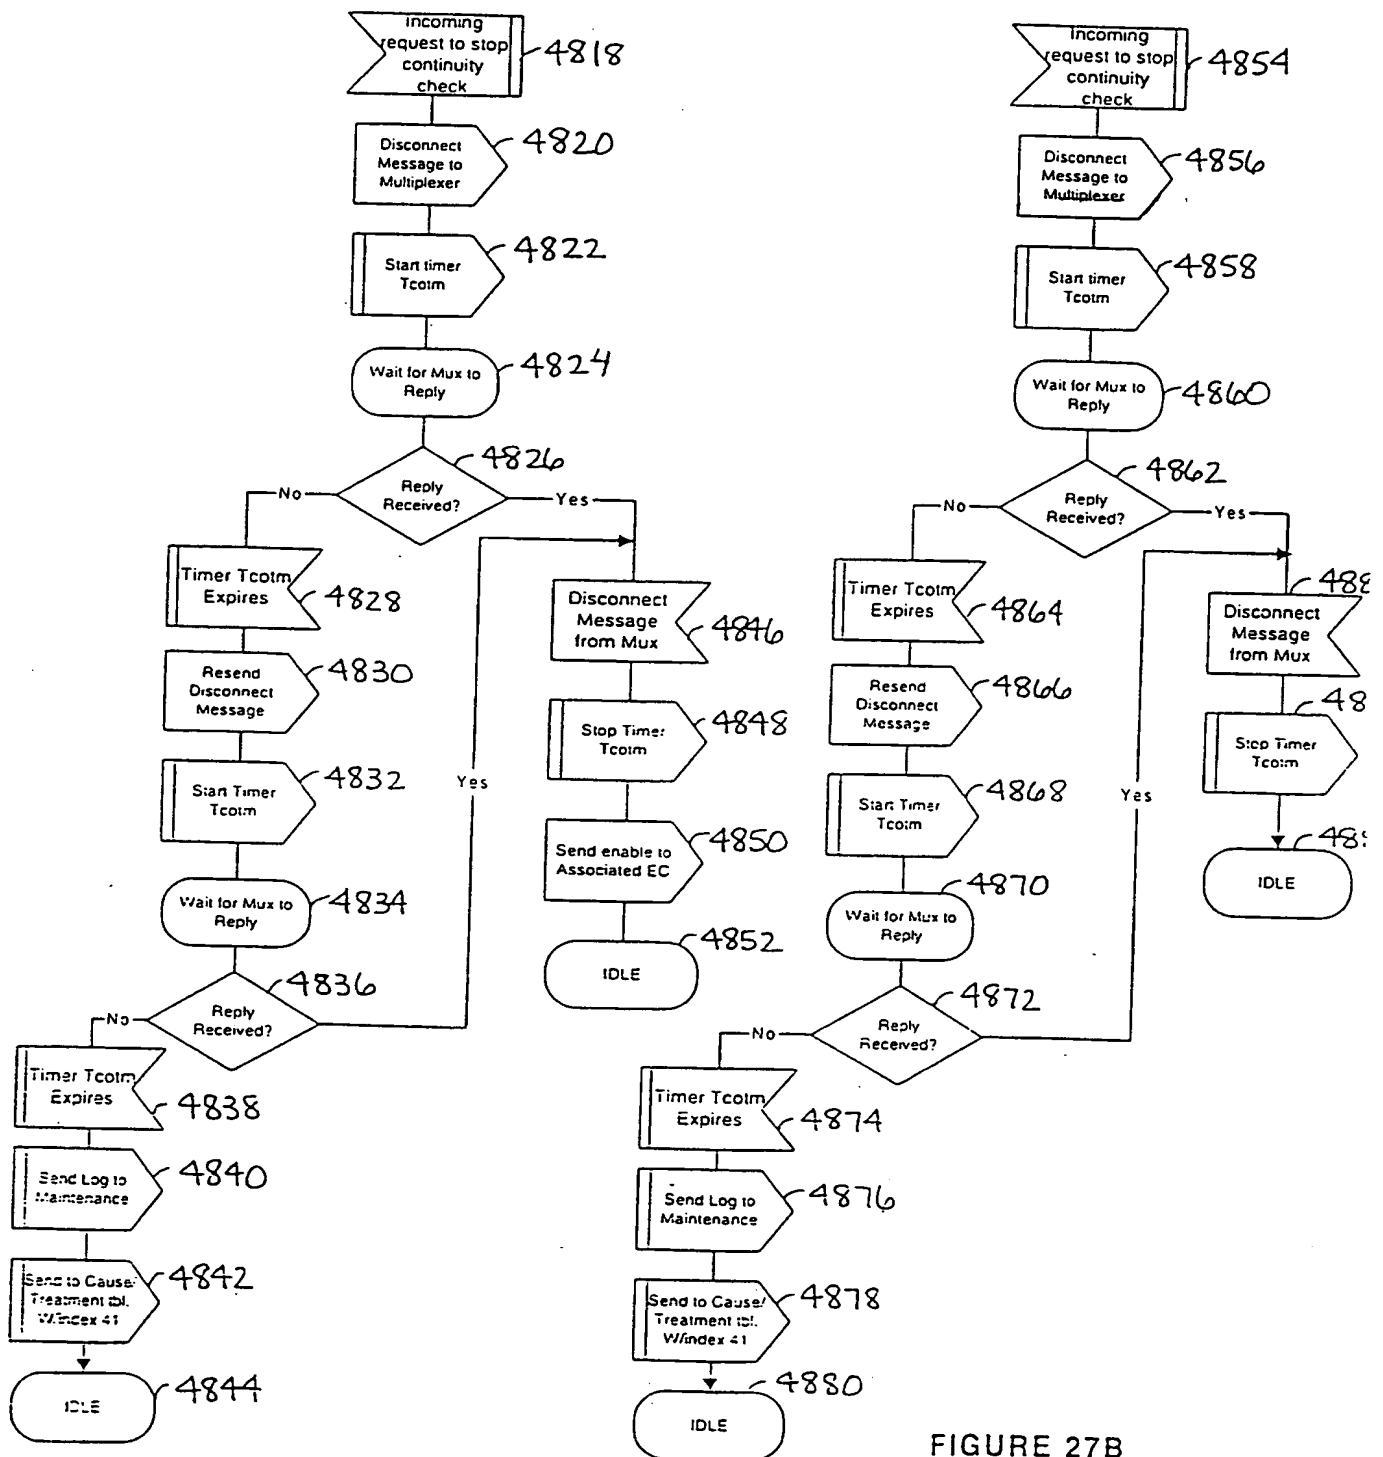 Incoming
request to stop
continuity
check
4818
Disconnect
Message to
Multiplexer
4820
Start timer
Tcotm
4822
Wait for Mux to
Reply
4824
Reply
Received?
4826
No
Yes
Timer Tcotm
Expires
4828
Resend
Disconnect
Message
4830
Start Timer
Tcotm
4832
Wait for Mux to
Reply
4834
Reply
Received?
4836
No
Yes
Timer Tcotm
Expires
4838
Send Log to
Maintenance
4840
Send to Cause/
Treatment tbl.
W/index 41
4842
IDLE
4844
Disconnect
Message
from Mux
4846
Stop Timer
Tcotm
4848
Send enable to
Associated EC
4850
IDLE
4852
Incoming
request to stop
continuity
check
4854
Disconnect
Message to
Multiplexer
4856
Start timer
Tcotm
4858
Wait for Mux to
Reply
4860
Reply
Received?
4862
No
Yes
Timer Tcotm
Expires
4864
Resend
Disconnect
Message
4866
Start Timer
Tcotm
4868
Wait for Mux to
Reply
4870
Reply
Received?
4872
No
Yes
Timer Tcotm
Expires
4874
Send Log to
Maintenance
4876
Send to Cause/
Treatment tbl.
W/index 41
4878
IDLE
4880
Disconnect
Message
from Mux
Stop Timer
Tcotm
IDLE
FIGURE 27B